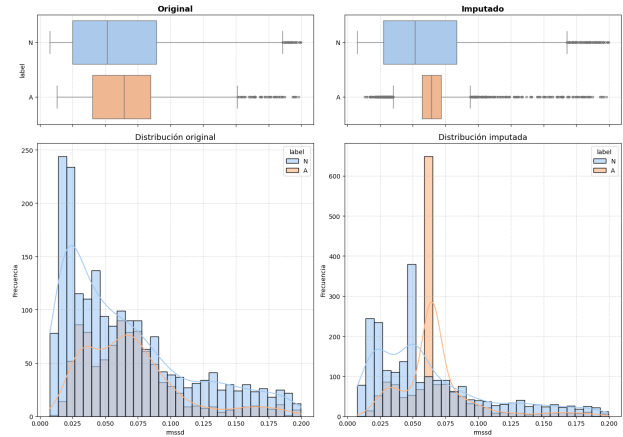 Original
Imputado
label
N
A
N
A
Distribución original
Distribución imputada
Frecuencia
250
200
150
100
50
0
label
N
A
0.000 0.025 0.050 0.075 0.100 0.125 0.150 0.175 0.200
rmssd
Frecuencia
600
500
400
300
200
100
0
label
N
A
0.000 0.025 0.050 0.075 0.100 0.125 0.150 0.175 0.200
rmssd